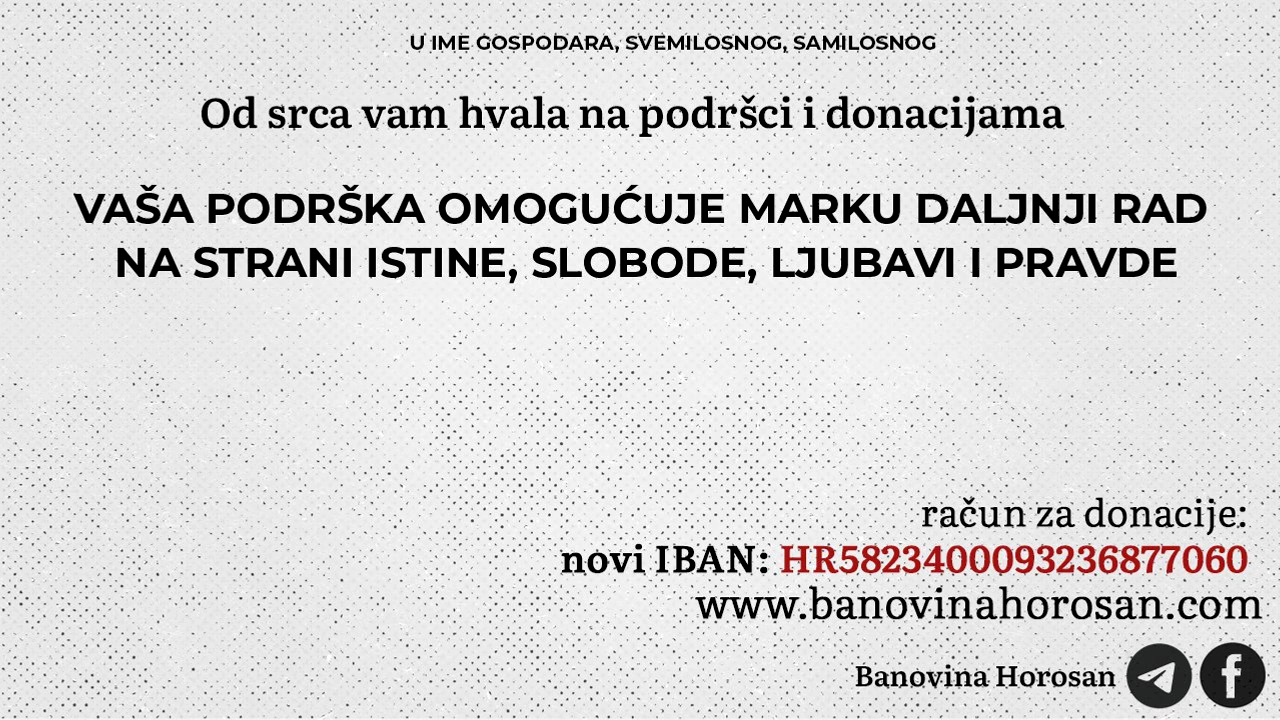 U IME GOSPODARA, SVEMILOSNOG, SAMILOSNOG
Od srca vam hvala na podršci i donacijama
VAŠA PODRŠKA OMOGUĆUJE MARKU DALJNJI RAD
NA STRANI ISTINE, SLOBODE, LJUBAVI I PRAVDE
račun za donacije:
novi IBAN: HR5823400093236877060
www.banovinahorosan.com
Banovina Horosan